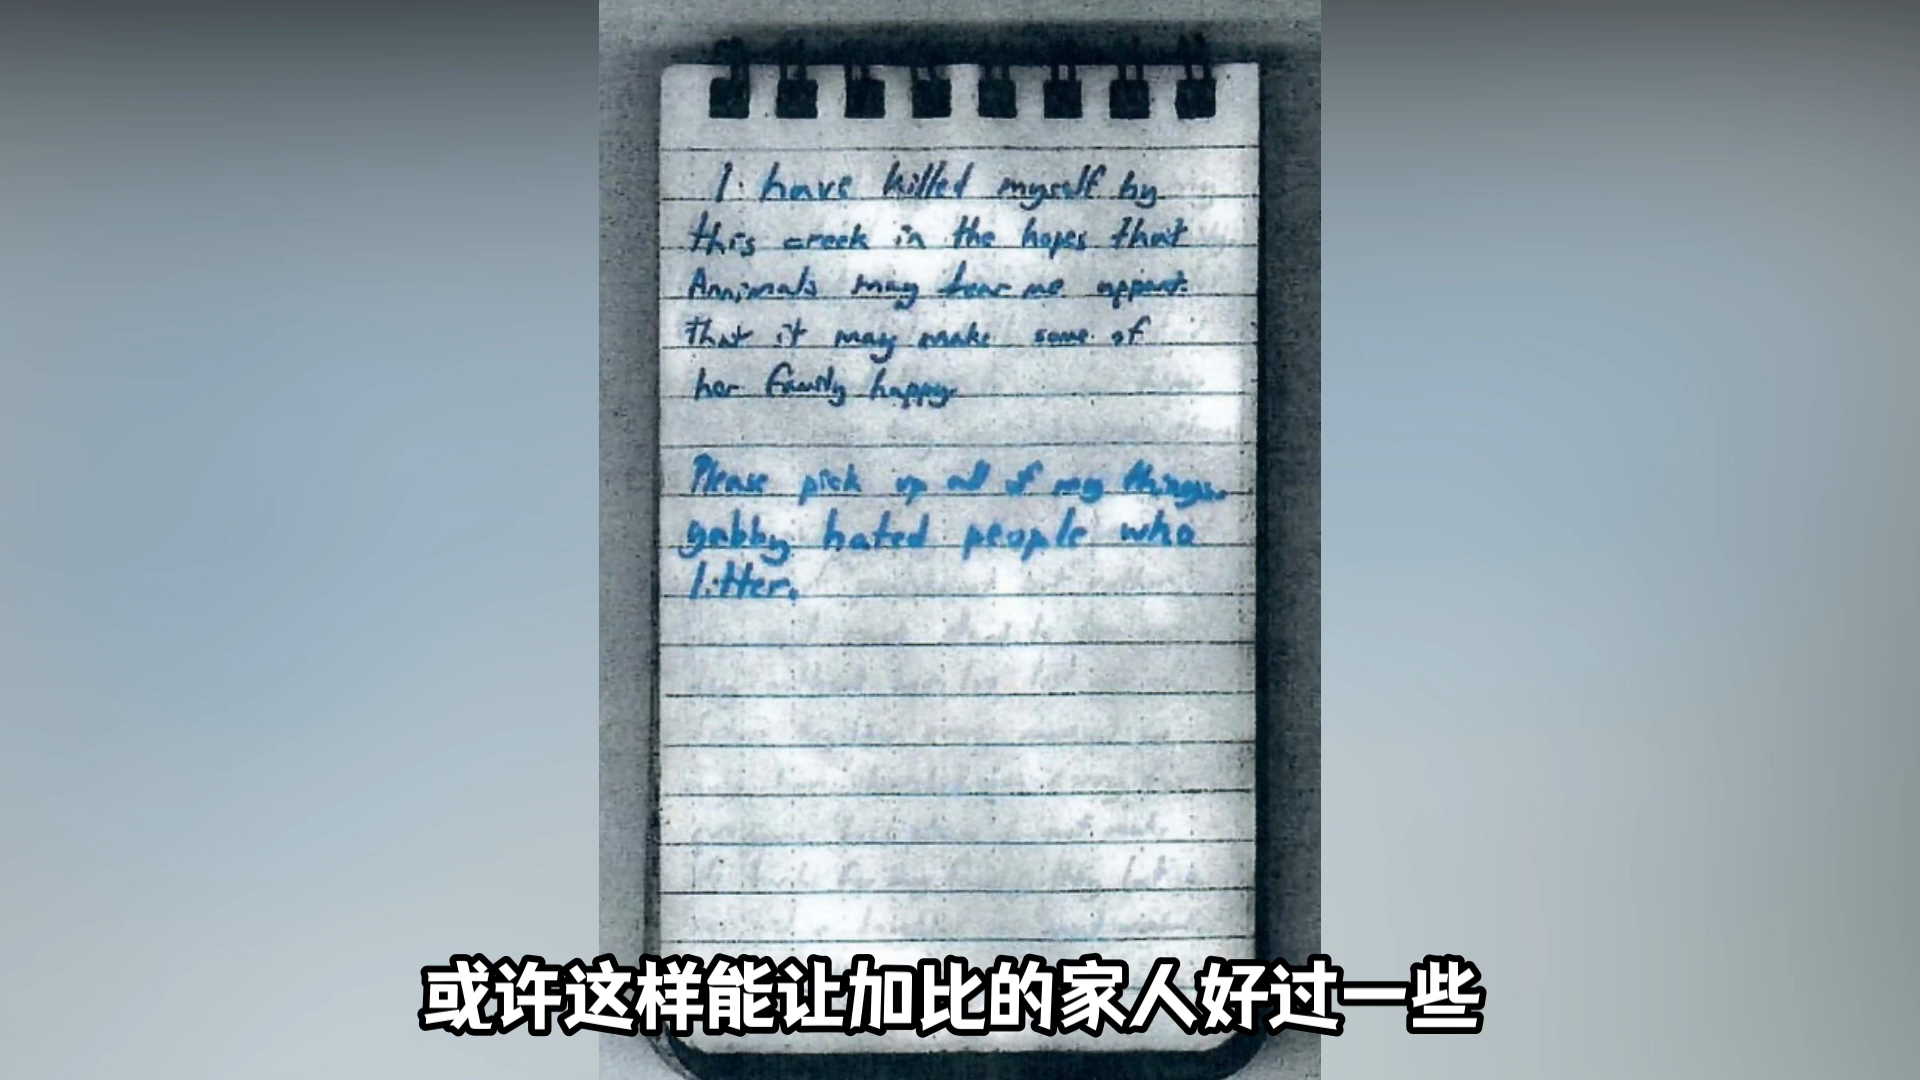 I have killed myself by
this creek in the hopes that
Annimals may tear me appart.
that it may make some of
her family happy
Please pick up all of my things.
gabby hated people who
litter.
或许这样能让加比的家人好过一些